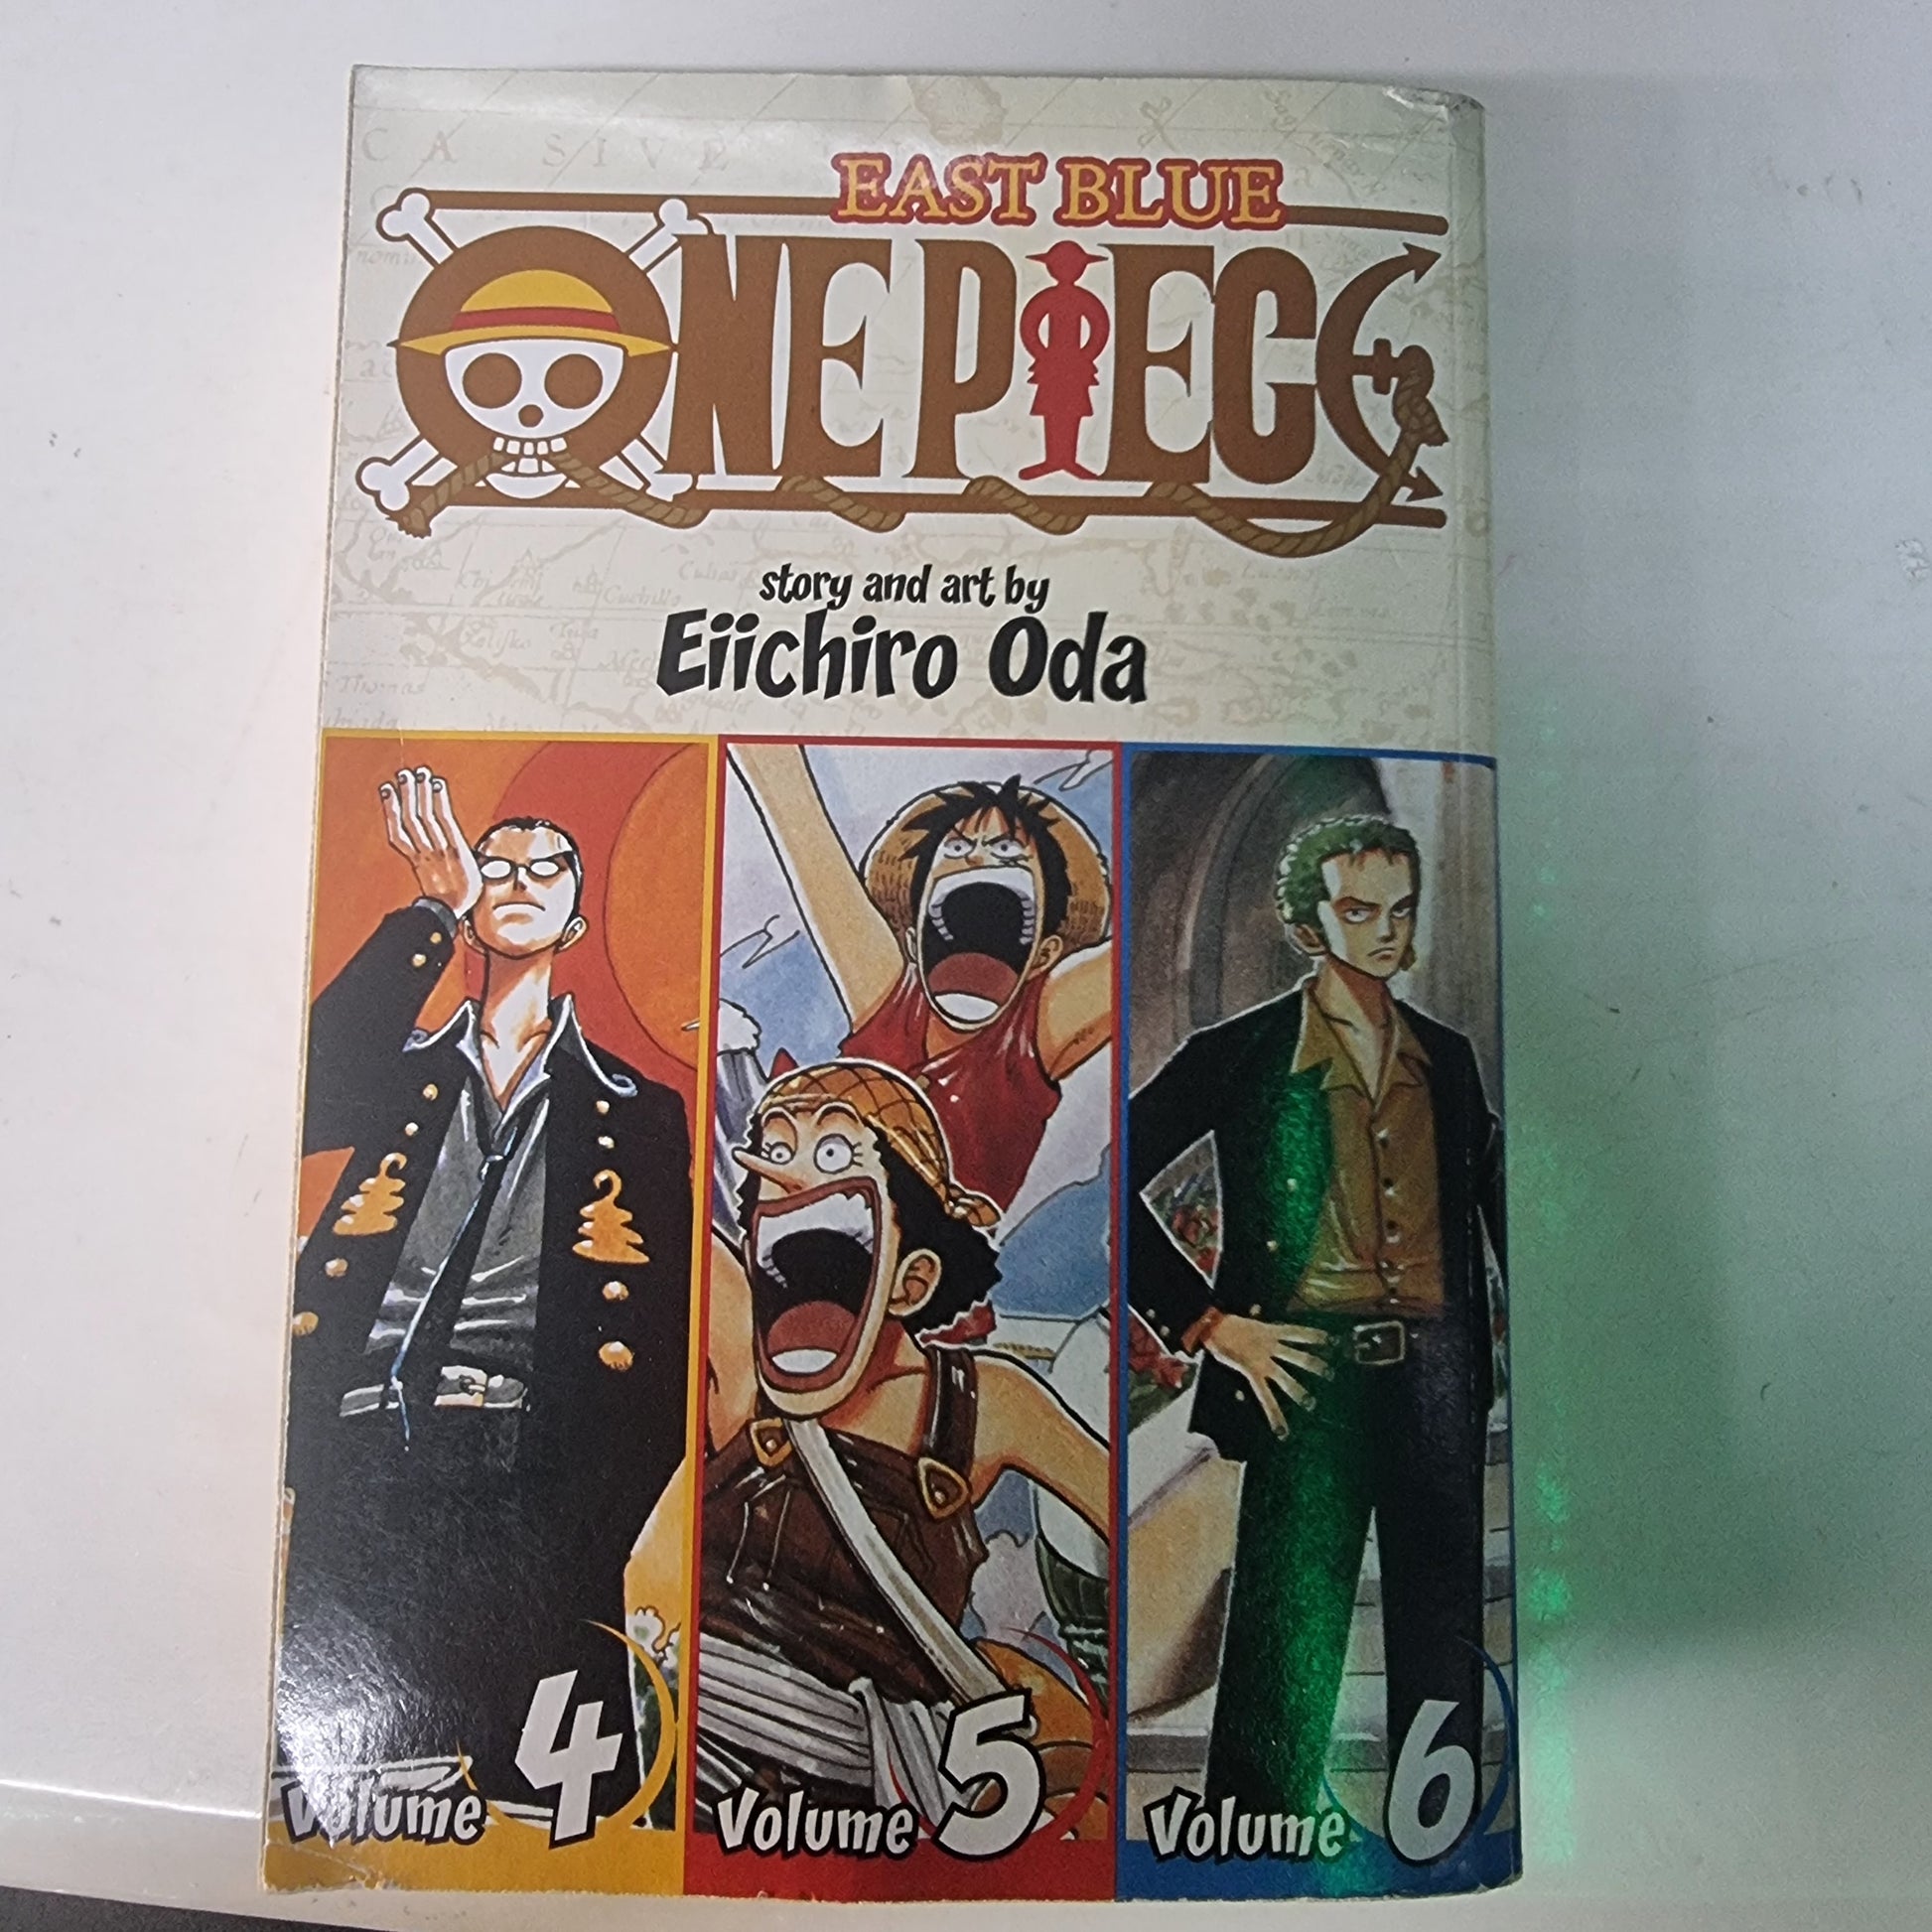 EAST BLUE
ONE PIECE
story and art by
Eiichiro Oda
Volume 4
Volume 5
Volume 6